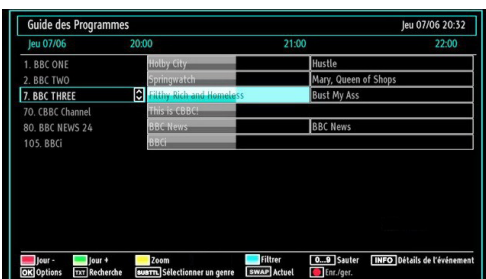 Guide des Programmes Jeu 07/06 20:32
Jeu 07/06 20:00 21:00 22:00
1. BBC ONE Holby City Hustle
2. BBC TWO Springwatch Mary, Queen of Shops
7. BBC THREE Filthy Rich and Homeless Bust My Ass
70. CBBC Channel This is CBBC!
80. BBC NEWS 24 BBC News BBC News
105. BBCi BBCi
Jour - Jour + Zoom Filtrer 0...9 Sauter INFO Détails de l'événement
OK Options TXT Recherche SUBTTL Sélectionner un genre SWAP Actuel Enr./ger.